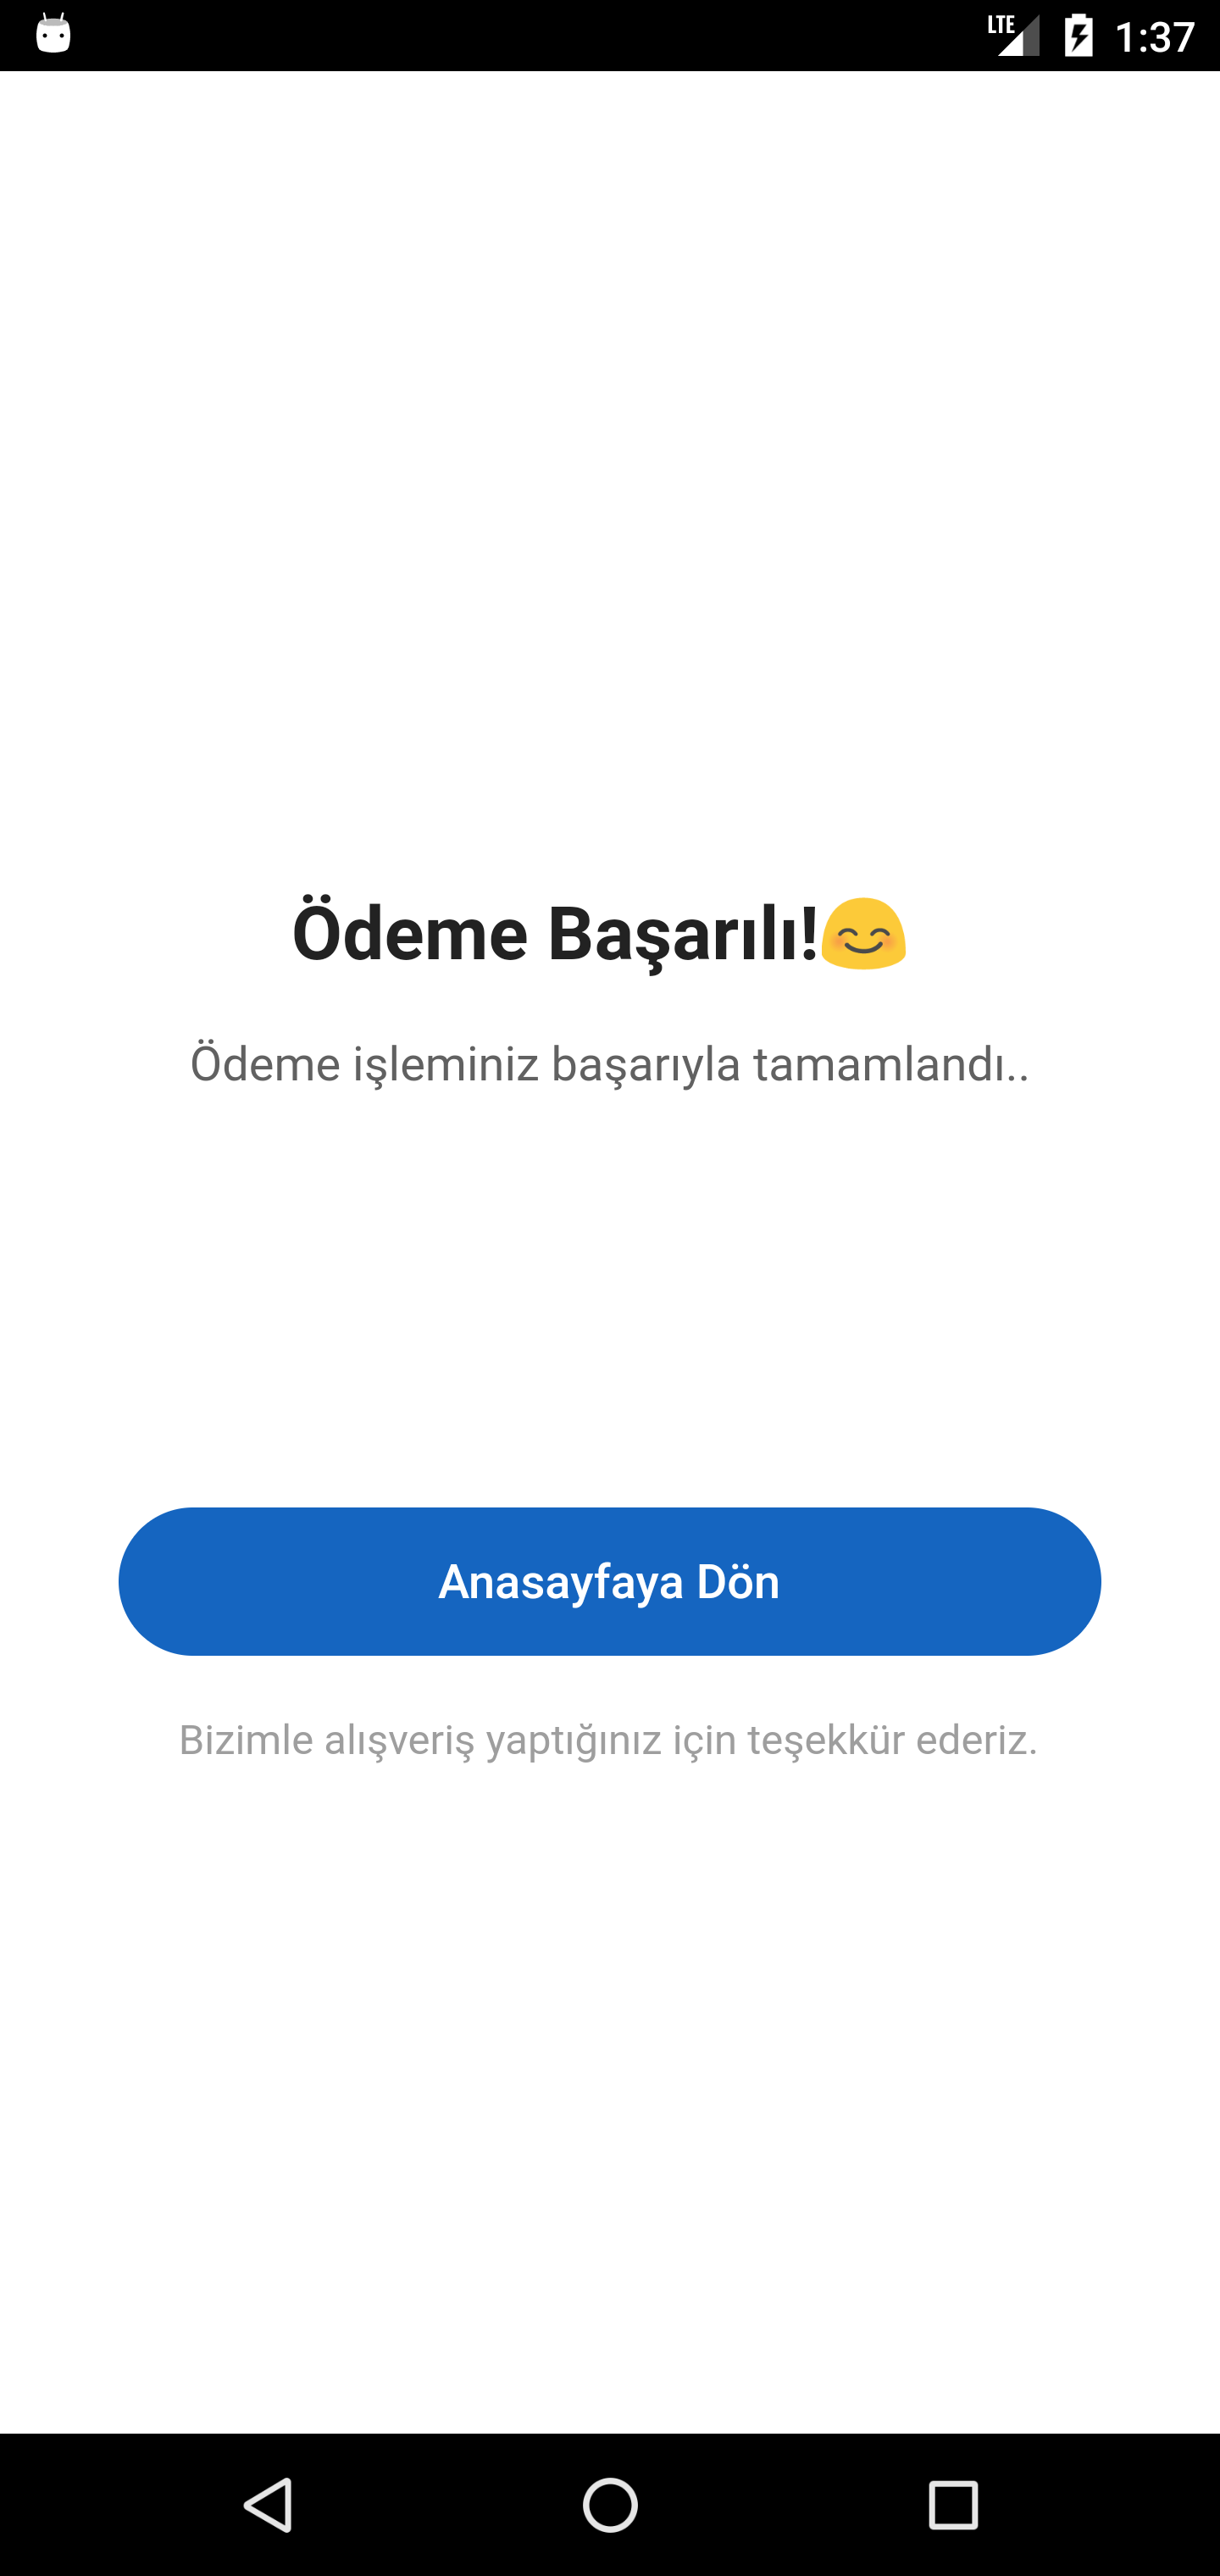 LTE 1:37
Ödeme Başarılı!😊
Ödeme işleminiz başarıyla tamamlandı..
Anasayfaya Dön
Bizimle alışveriş yaptığınız için teşekkür ederiz.